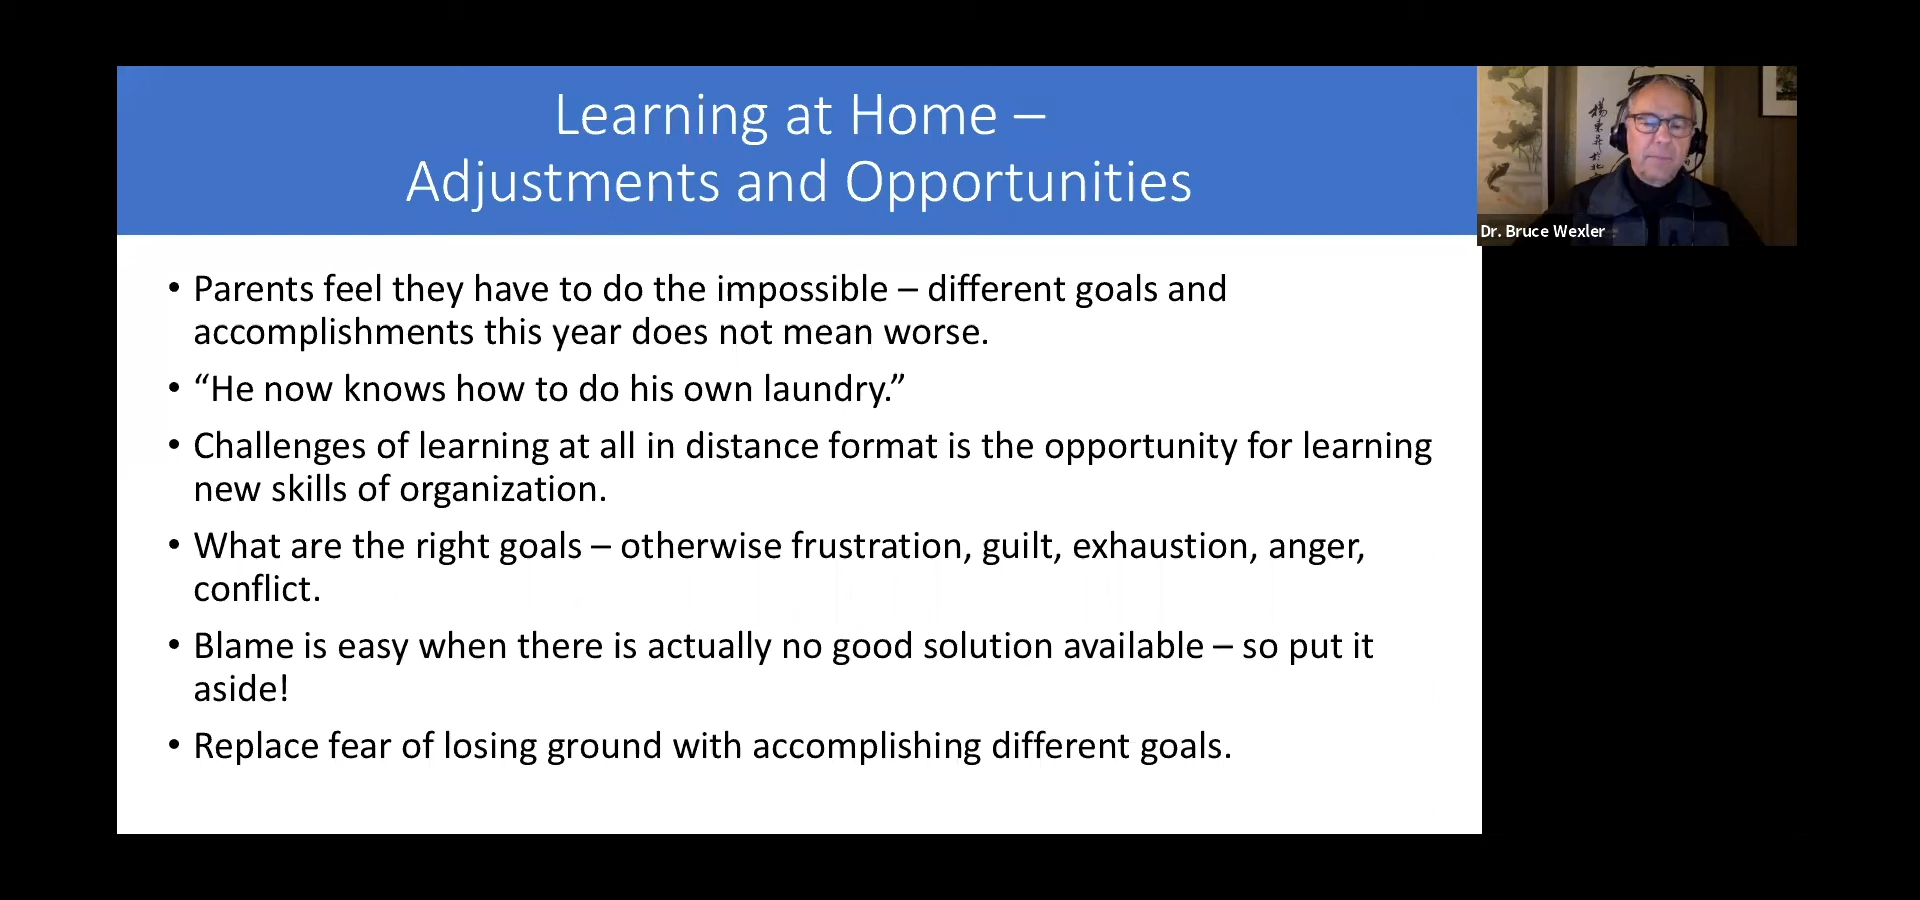 Learning at Home –
Adjustments and Opportunities
• Parents feel they have to do the impossible – different goals and
accomplishments this year does not mean worse.
• “He now knows how to do his own laundry.”
• Challenges of learning at all in distance format is the opportunity for learning
new skills of organization.
• What are the right goals – otherwise frustration, guilt, exhaustion, anger,
conflict.
• Blame is easy when there is actually no good solution available – so put it
aside!
• Replace fear of losing ground with accomplishing different goals.
Dr. Bruce Wexler